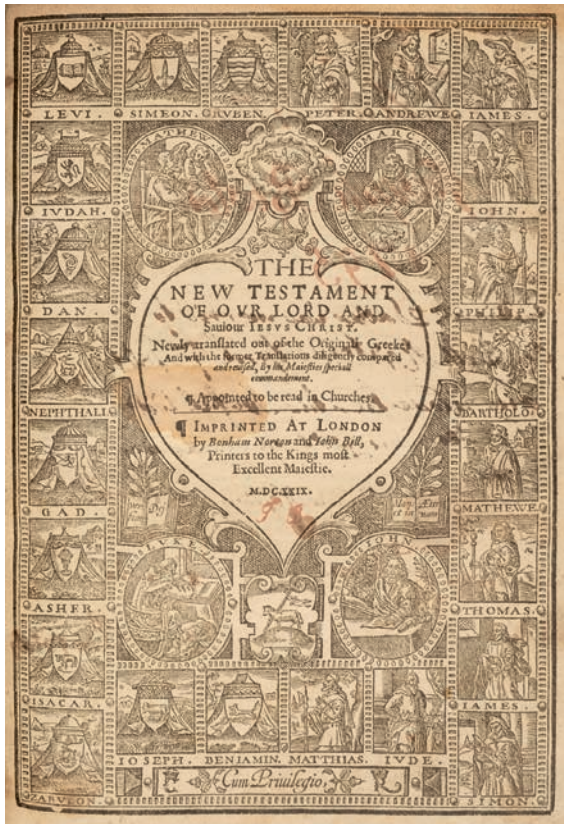 LEVI. SIMEON. RVBEN. PETER. ANDREWE IAMES.
MATHEW. MARC.
IVDAH. IOHN.
DAN. PHILIP.
NEPHTHALI. BARTHOLO.
GAD. MATHEWE.
ASHER. THOMAS.
ISACAR. IAMES.
ZABVLON. SIMON.
THE
NEW TESTAMENT
OF OVR LORD AND
Saviour IESVS CHRIST.
Newly translated out of the Originall Greeke:
And with the former Translations diligently compared
and revised, By his Maiesties speciall
commandement.
¶ Appointed to be read in Churches.
¶ IMPRINTED AT LONDON
by Bonham Norton and Iohn Bill,
Printers to the Kings most
Excellent Maiestie.
M.DC.XXIX.
LVKE. IOHN.
IOSEPH. BENIAMIN. MATTHIAS. IVDE.
Cum Privilegio